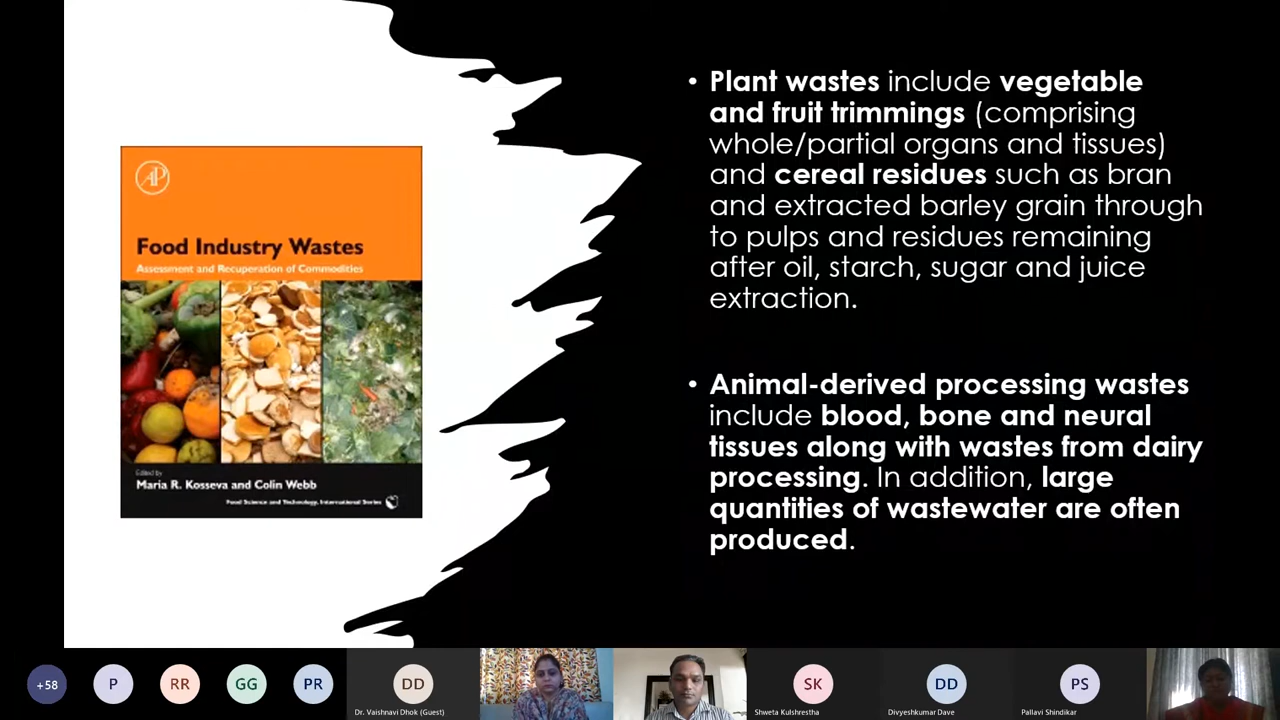 AP
Food Industry Wastes
Assessment and Recuperation of Commodities
Edited by
Maria R. Kosseva and Colin Webb
Food Science and Technology, International Series
• Plant wastes include vegetable
and fruit trimmings (comprising
whole/partial organs and tissues)
and cereal residues such as bran
and extracted barley grain through
to pulps and residues remaining
after oil, starch, sugar and juice
extraction.
• Animal-derived processing wastes
include blood, bone and neural
tissues along with wastes from dairy
processing. In addition, large
quantities of wastewater are often
produced.
+58
P
RR
GG
PR
DD
Dr. Vaishnavi Dhok (Guest)
SK
Shweta Kulshrestha
DD
Divyeshkumar Dave
PS
Pallavi Shindikar